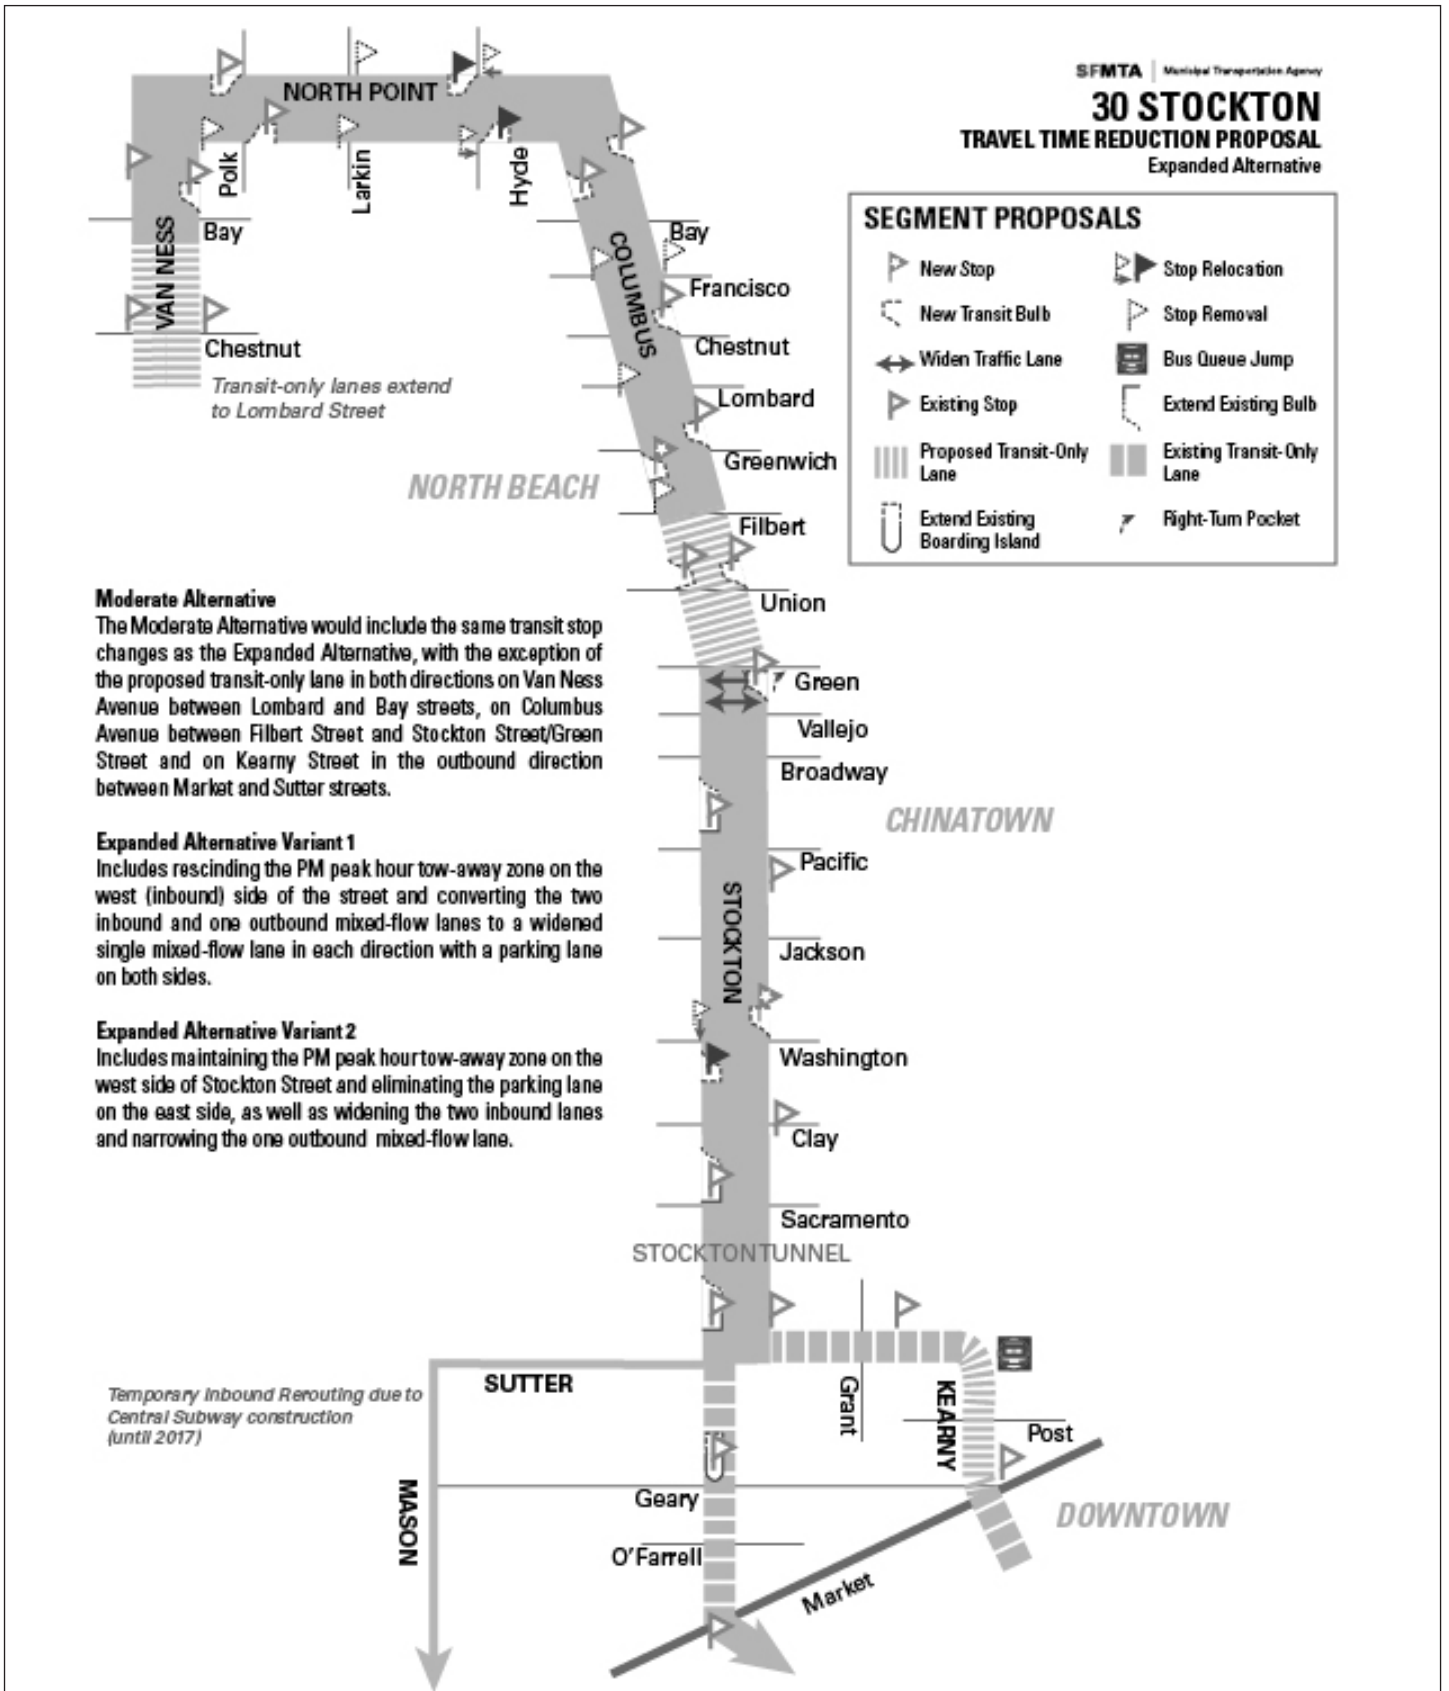 SFMTA | Municipal Transportation Agency
30 STOCKTON
TRAVEL TIME REDUCTION PROPOSAL
Expanded Alternative
SEGMENT PROPOSALS
New Stop
Stop Relocation
New Transit Bulb
Stop Removal
Widen Traffic Lane
Bus Queue Jump
Existing Stop
Extend Existing Bulb
Proposed Transit-Only
Lane
Existing Transit-Only
Lane
Extend Existing
Boarding Island
Right-Turn Pocket
NORTH POINT
Polk
Larkin
Hyde
VAN NESS
Bay
Chestnut
Transit-only lanes extend
to Lombard Street
COLUMBUS
Bay
Francisco
Chestnut
Lombard
Greenwich
NORTH BEACH
Filbert
Union
Green
Vallejo
Broadway
CHINATOWN
Pacific
STOCKTON
Jackson
Washington
Clay
Sacramento
STOCKTON TUNNEL
Moderate Alternative
The Moderate Alternative would include the same transit stop
changes as the Expanded Alternative, with the exception of
the proposed transit-only lane in both directions on Van Ness
Avenue between Lombard and Bay streets, on Columbus
Avenue between Filbert Street and Stockton Street/Green
Street and on Kearny Street in the outbound direction
between Market and Sutter streets.
Expanded Alternative Variant 1
Includes rescinding the PM peak hour tow-away zone on the
west (inbound) side of the street and converting the two
inbound and one outbound mixed-flow lanes to a widened
single mixed-flow lane in each direction with a parking lane
on both sides.
Expanded Alternative Variant 2
Includes maintaining the PM peak hour tow-away zone on the
west side of Stockton Street and eliminating the parking lane
on the east side, as well as widening the two inbound lanes
and narrowing the one outbound mixed-flow lane.
SUTTER
Temporary Inbound Rerouting due to
Central Subway construction
(until 2017)
MASON
Grant
KEARNY
Post
Geary
O'Farrell
Market
DOWNTOWN